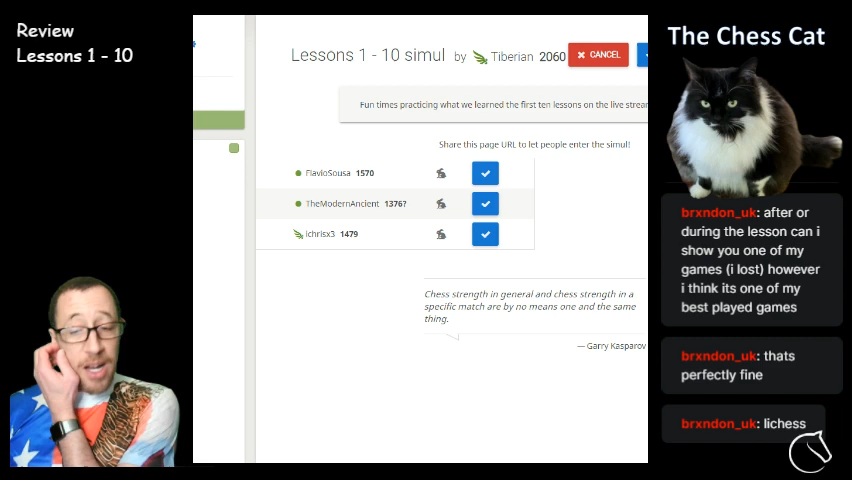 Review
Lessons 1 - 10
Lessons 1 - 10 simul by Tiberian 2060 CANCEL
Fun times practicing what we learned the first ten lessons on the live strea
Share this page URL to let people enter the simul!
FlavioSousa 1570
TheModernAncient 1376?
ichrisx3 1479
Chess strength in general and chess strength in a
specific match are by no means one and the same
thing.
— Garry Kasparov
The Chess Cat
brxndon_uk: after or
during the lesson can i
show you one of my
games (i lost) however
i think its one of my
best played games
brxndon_uk: thats
perfectly fine
brxndon_uk: lichess